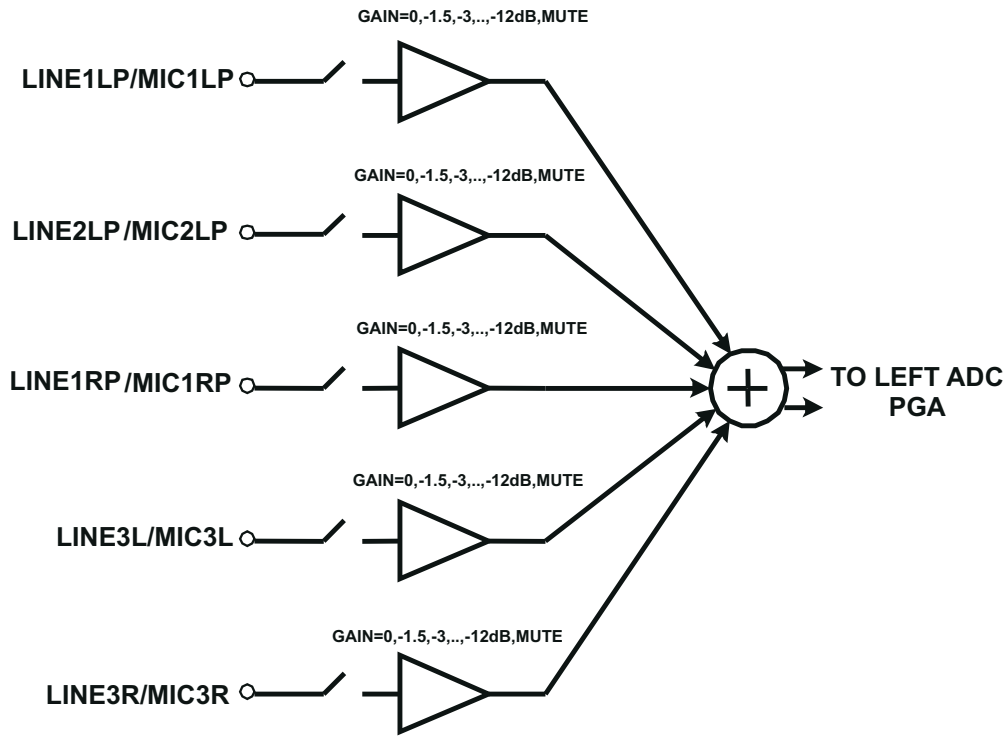 GAIN=0,-1.5,-3,..,-12dB,MUTE
LINE1LP/MIC1LP
GAIN=0,-1.5,-3,..,-12dB,MUTE
LINE2LP/MIC2LP
GAIN=0,-1.5,-3,..,-12dB,MUTE
LINE1RP/MIC1RP
+
TO LEFT ADC
PGA
GAIN=0,-1.5,-3,..,-12dB,MUTE
LINE3L/MIC3L
GAIN=0,-1.5,-3,..,-12dB,MUTE
LINE3R/MIC3R